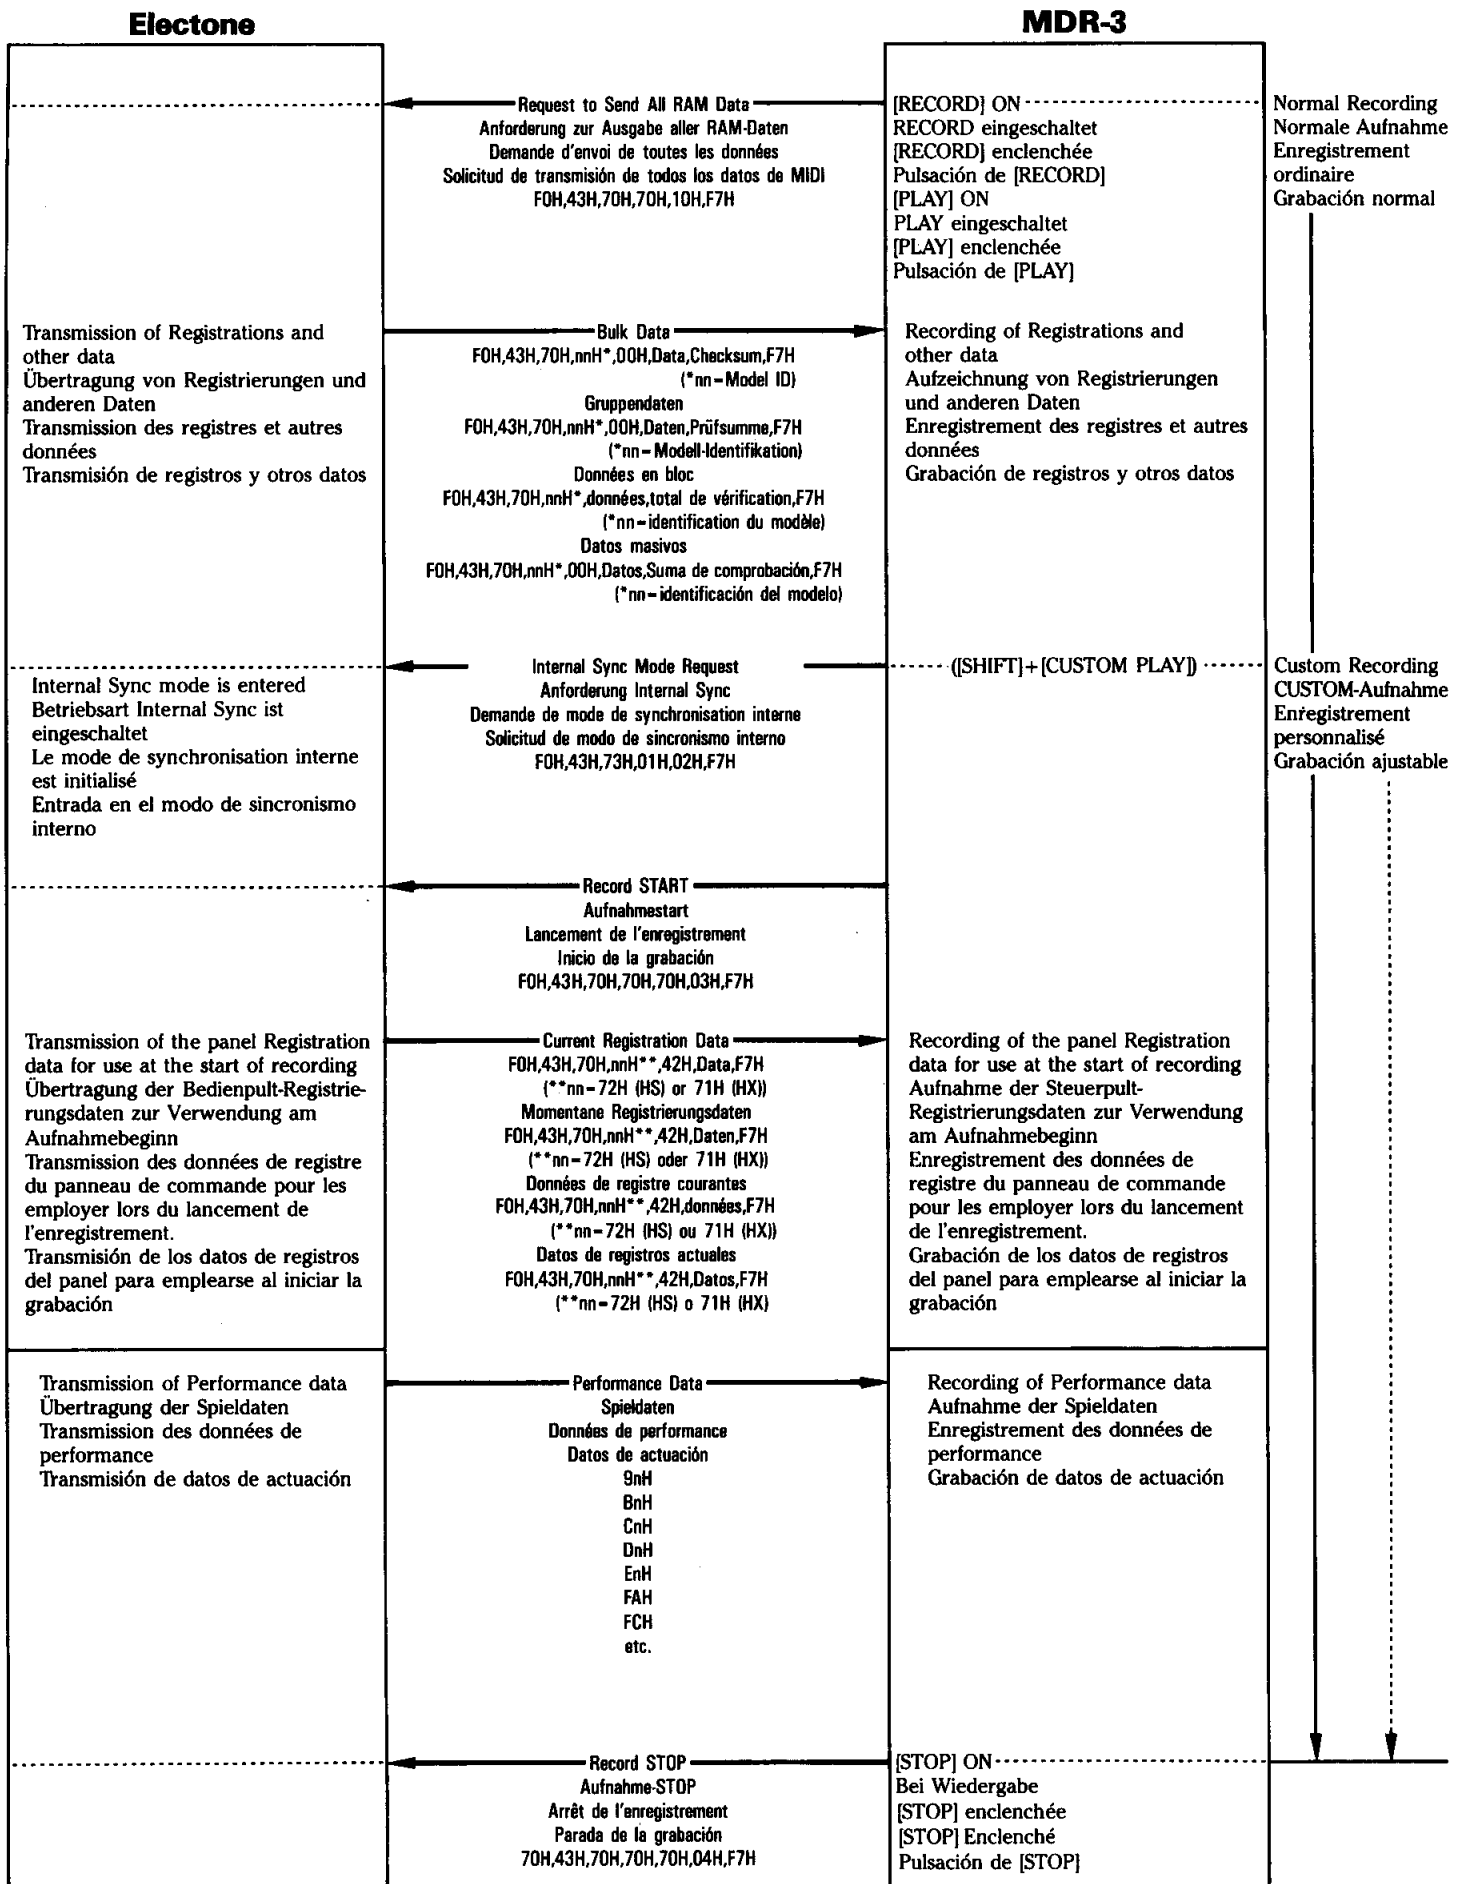 Electone
MDR-3
Request to Send All RAM Data
Anforderung zur Ausgabe aller RAM-Daten
Demande d'envoi de toutes les données
Solicitud de transmisión de todos los datos de MIDI
F0H,43H,70H,70H,10H,F7H
[RECORD] ON
RECORD eingeschaltet
[RECORD] enclenchée
Pulsación de [RECORD]
[PLAY] ON
PLAY eingeschaltet
[PLAY] enclenchée
Pulsación de [PLAY]
Normal Recording
Normale Aufnahme
Enregistrement
ordinaire
Grabación normal
Transmission of Registrations and
other data
Übertragung von Registrierungen und
anderen Daten
Transmission des registres et autres
données
Transmisión de registros y otros datos
Bulk Data
F0H,43H,70H,nnH*,00H,Data,Checksum,F7H
(*nn=Model ID)
Gruppendaten
F0H,43H,70H,nnH*,00H,Daten,Prüfsumme,F7H
(*nn=Modell-Identifikation)
Données en bloc
F0H,43H,70H,nnH*,données,total de vérification,F7H
(*nn=identification du modèle)
Datos masivos
F0H,43H,70H,nnH*,00H,Datos,Suma de comprobación,F7H
(*nn=identificación del modelo)
Recording of Registrations and
other data
Aufzeichnung von Registrierungen
und anderen Daten
Enregistrement des registres et autres
données
Grabación de registros y otros datos
Internal Sync mode is entered
Betriebsart Internal Sync ist
eingeschaltet
Le mode de synchronisation interne
est initialisé
Entrada en el modo de sincronismo
interno
Internal Sync Mode Request
Anforderung Internal Sync
Demande de mode de synchronisation interne
Solicitud de modo de sincronismo interno
F0H,43H,73H,01H,02H,F7H
([SHIFT]+[CUSTOM PLAY])
Custom Recording
CUSTOM-Aufnahme
Enregistrement
personnalisé
Grabación ajustable
Record START
Aufnahmestart
Lancement de l'enregistrement
Inicio de la grabación
F0H,43H,70H,70H,70H,03H,F7H
Transmission of the panel Registration
data for use at the start of recording
Übertragung der Bedienpult-Registrie-
rungsdaten zur Verwendung am
Aufnahmebeginn
Transmission des données de registre
du panneau de commande pour les
employer lors du lancement de
l'enregistrement.
Transmisión de los datos de registros
del panel para emplearse al iniciar la
grabación
Current Registration Data
F0H,43H,70H,nnH**,42H,Data,F7H
(**nn=72H (HS) or 71H (HX))
Momentane Registrierungsdaten
F0H,43H,70H,nnH**,42H,Daten,F7H
(**nn=72H (HS) oder 71H (HX))
Données de registre courantes
F0H,43H,70H,nnH**,42H,données,F7H
(**nn=72H (HS) ou 71H (HX))
Datos de registros actuales
F0H,43H,70H,nnH**,42H,Datos,F7H
(**nn=72H (HS) o 71H (HX)
Recording of the panel Registration
data for use at the start of recording
Aufnahme der Steuerpult-
Registrierungsdaten zur Verwendung
am Aufnahmebeginn
Enregistrement des données de
registre du panneau de commande
pour les employer lors du lancement
de l'enregistrement.
Grabación de los datos de registros
del panel para emplearse al iniciar la
grabación
Transmission of Performance data
Übertragung der Spieldaten
Transmission des données de
performance
Transmisión de datos de actuación
Performance Data
Spieldaten
Données de performance
Datos de actuación
9nH
BnH
CnH
DnH
EnH
FAH
FCH
etc.
Recording of Performance data
Aufnahme der Spieldaten
Enregistrement des données de
performance
Grabación de datos de actuación
Record STOP
Aufnahme-STOP
Arrêt de l'enregistrement
Parada de la grabación
70H,43H,70H,70H,70H,04H,F7H
[STOP] ON
Bei Wiedergabe
[STOP] enclenchée
[STOP] Enclenché
Pulsación de [STOP]